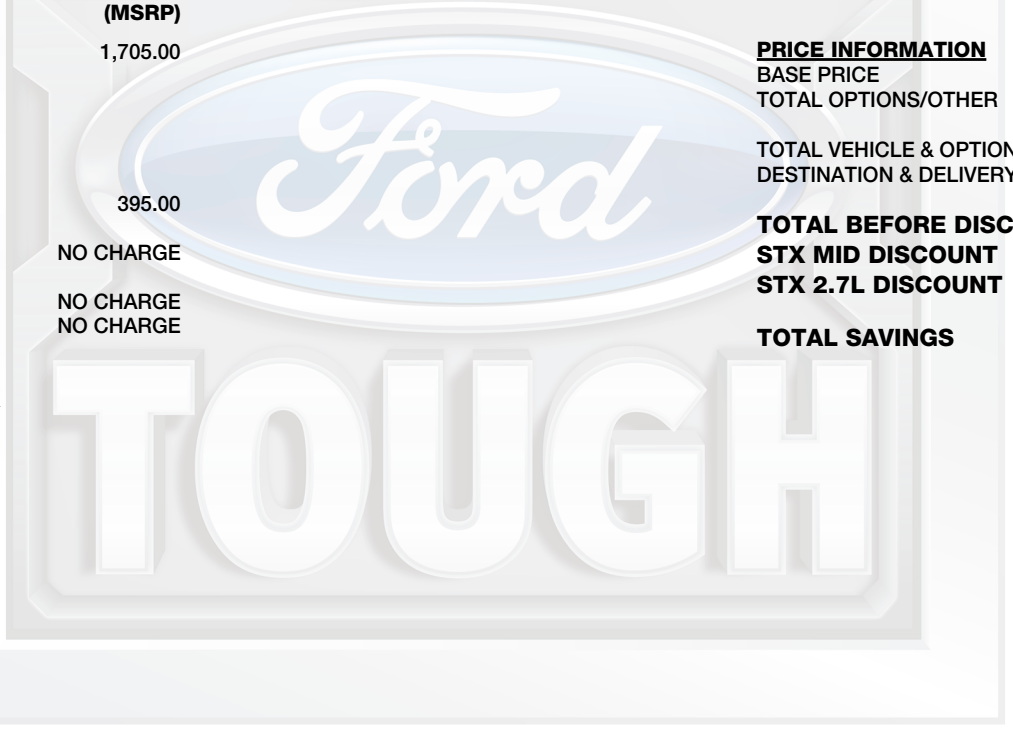 (MSRP)
1,705.00
395.00
NO CHARGE
NO CHARGE
NO CHARGE
PRICE INFORMATION
BASE PRICE
TOTAL OPTIONS/OTHER
TOTAL VEHICLE & OPTION
DESTINATION & DELIVERY
TOTAL BEFORE DISC
STX MID DISCOUNT
STX 2.7L DISCOUNT
TOTAL SAVINGS
Ford
TOUGH